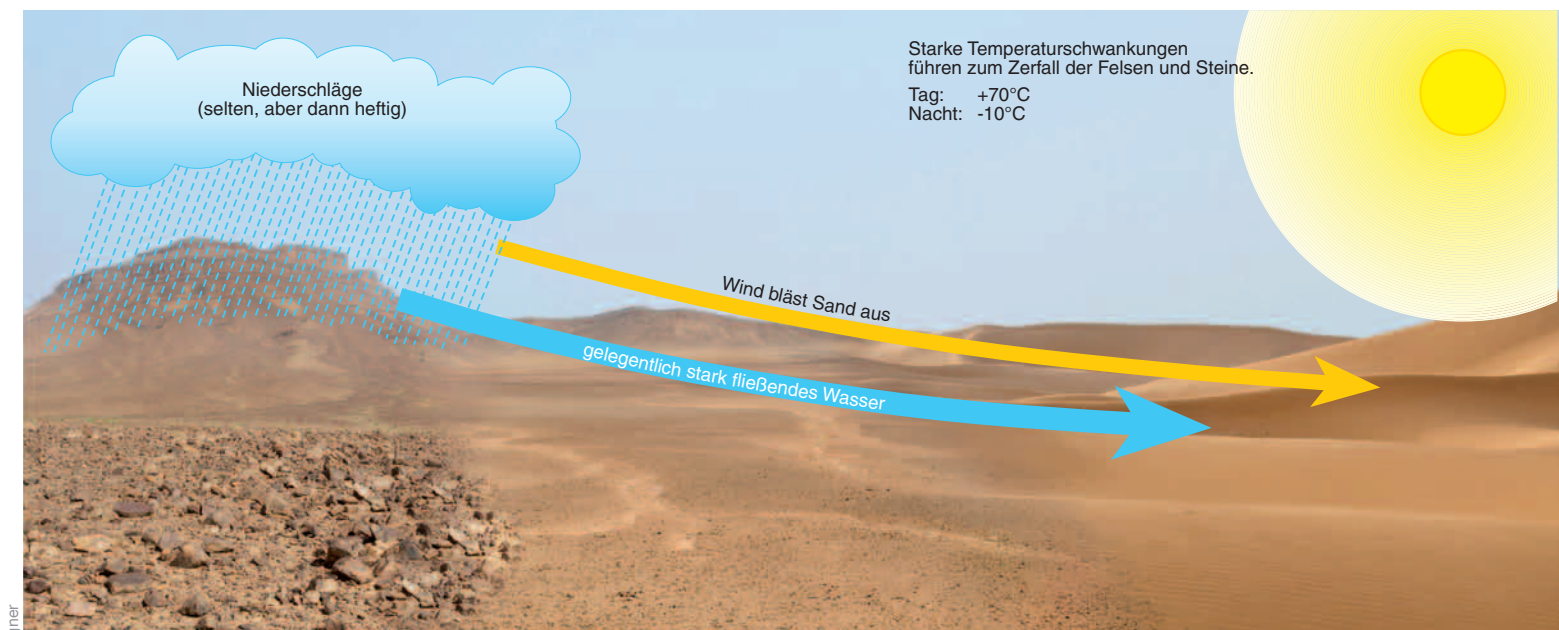 Niederschläge
(selten, aber dann heftig)
Starke Temperaturschwankungen
führen zum Zerfall der Felsen und Steine.
Tag: +70°C
Nacht: -10°C
Wind bläst Sand aus
gelegentlich stark fließendes Wasser